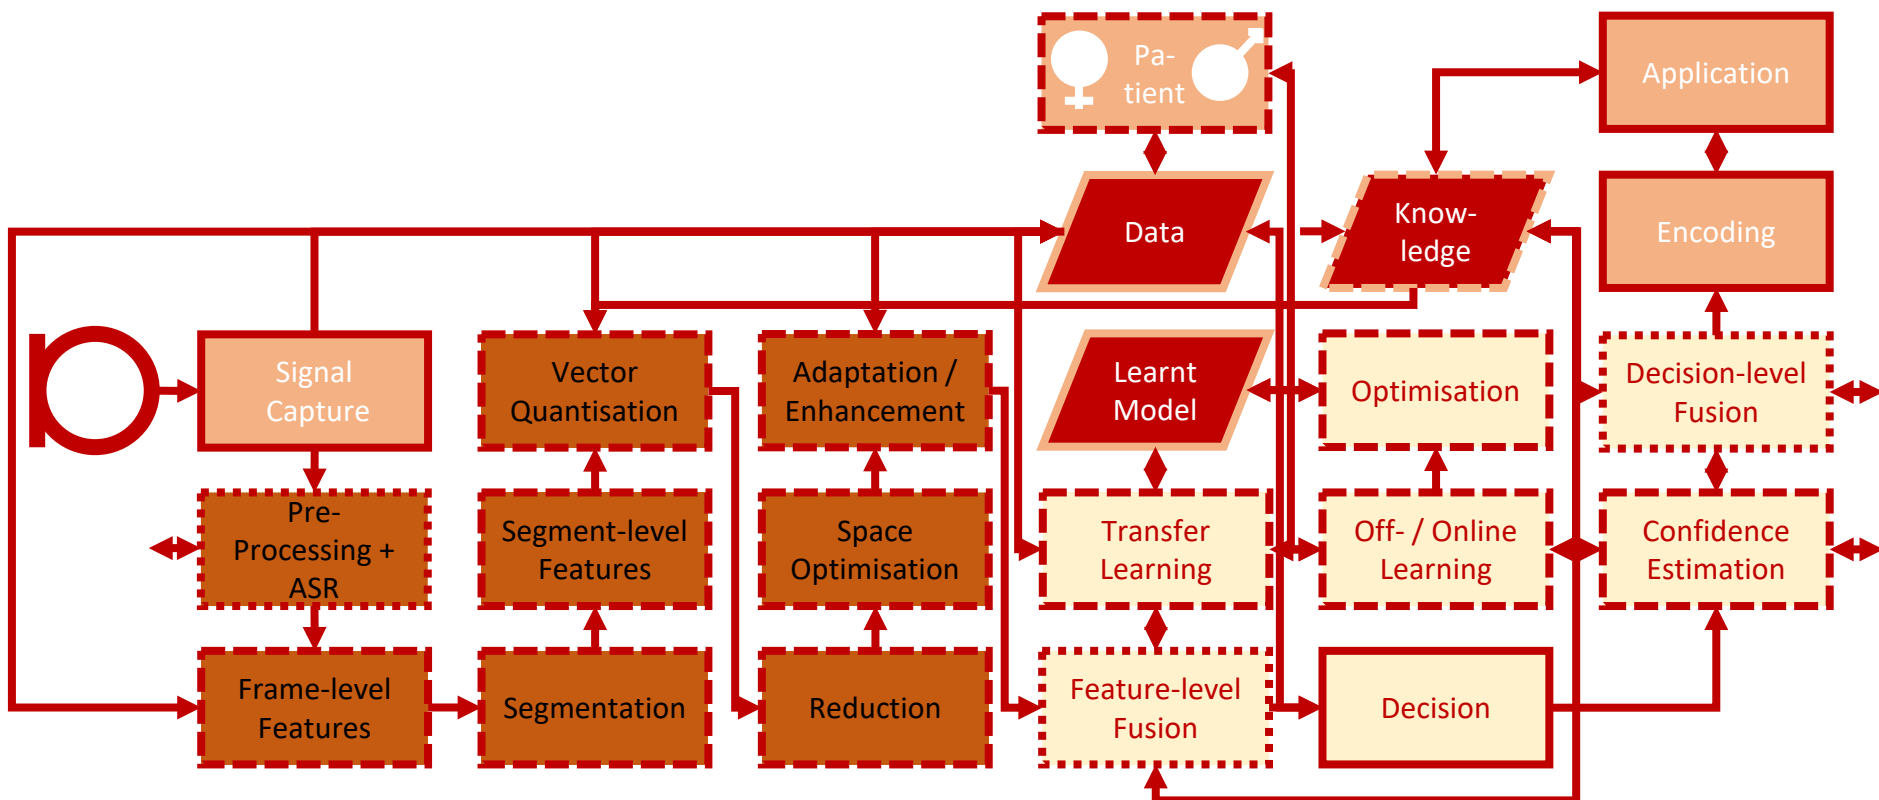 Pa-
tient
Application
Data
Know-
ledge
Encoding
Signal
Capture
Vector
Quantisation
Adaptation /
Enhancement
Learnt
Model
Optimisation
Decision-level
Fusion
Pre-
Processing +
ASR
Segment-level
Features
Space
Optimisation
Transfer
Learning
Off- / Online
Learning
Confidence
Estimation
Frame-level
Features
Segmentation
Reduction
Feature-level
Fusion
Decision